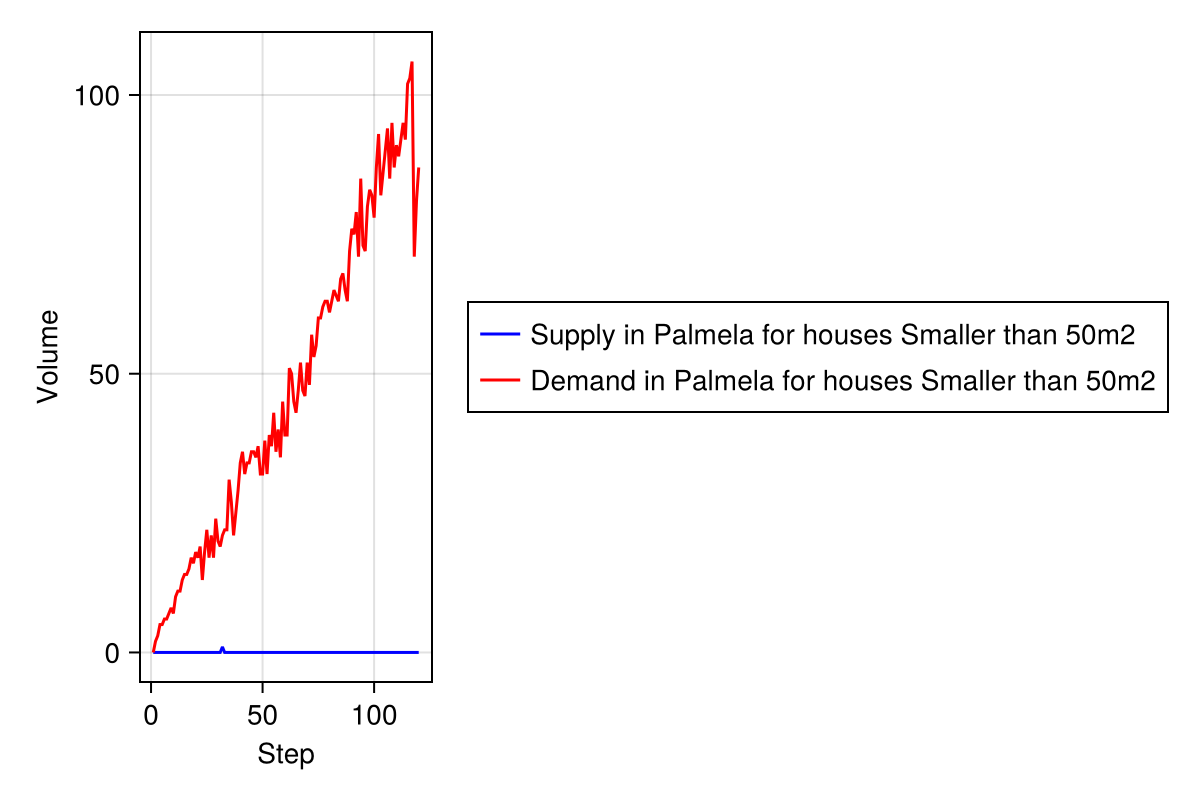 100
50
0
Volume
0 50 100
Step
Supply in Palmela for houses Smaller than 50m2
Demand in Palmela for houses Smaller than 50m2